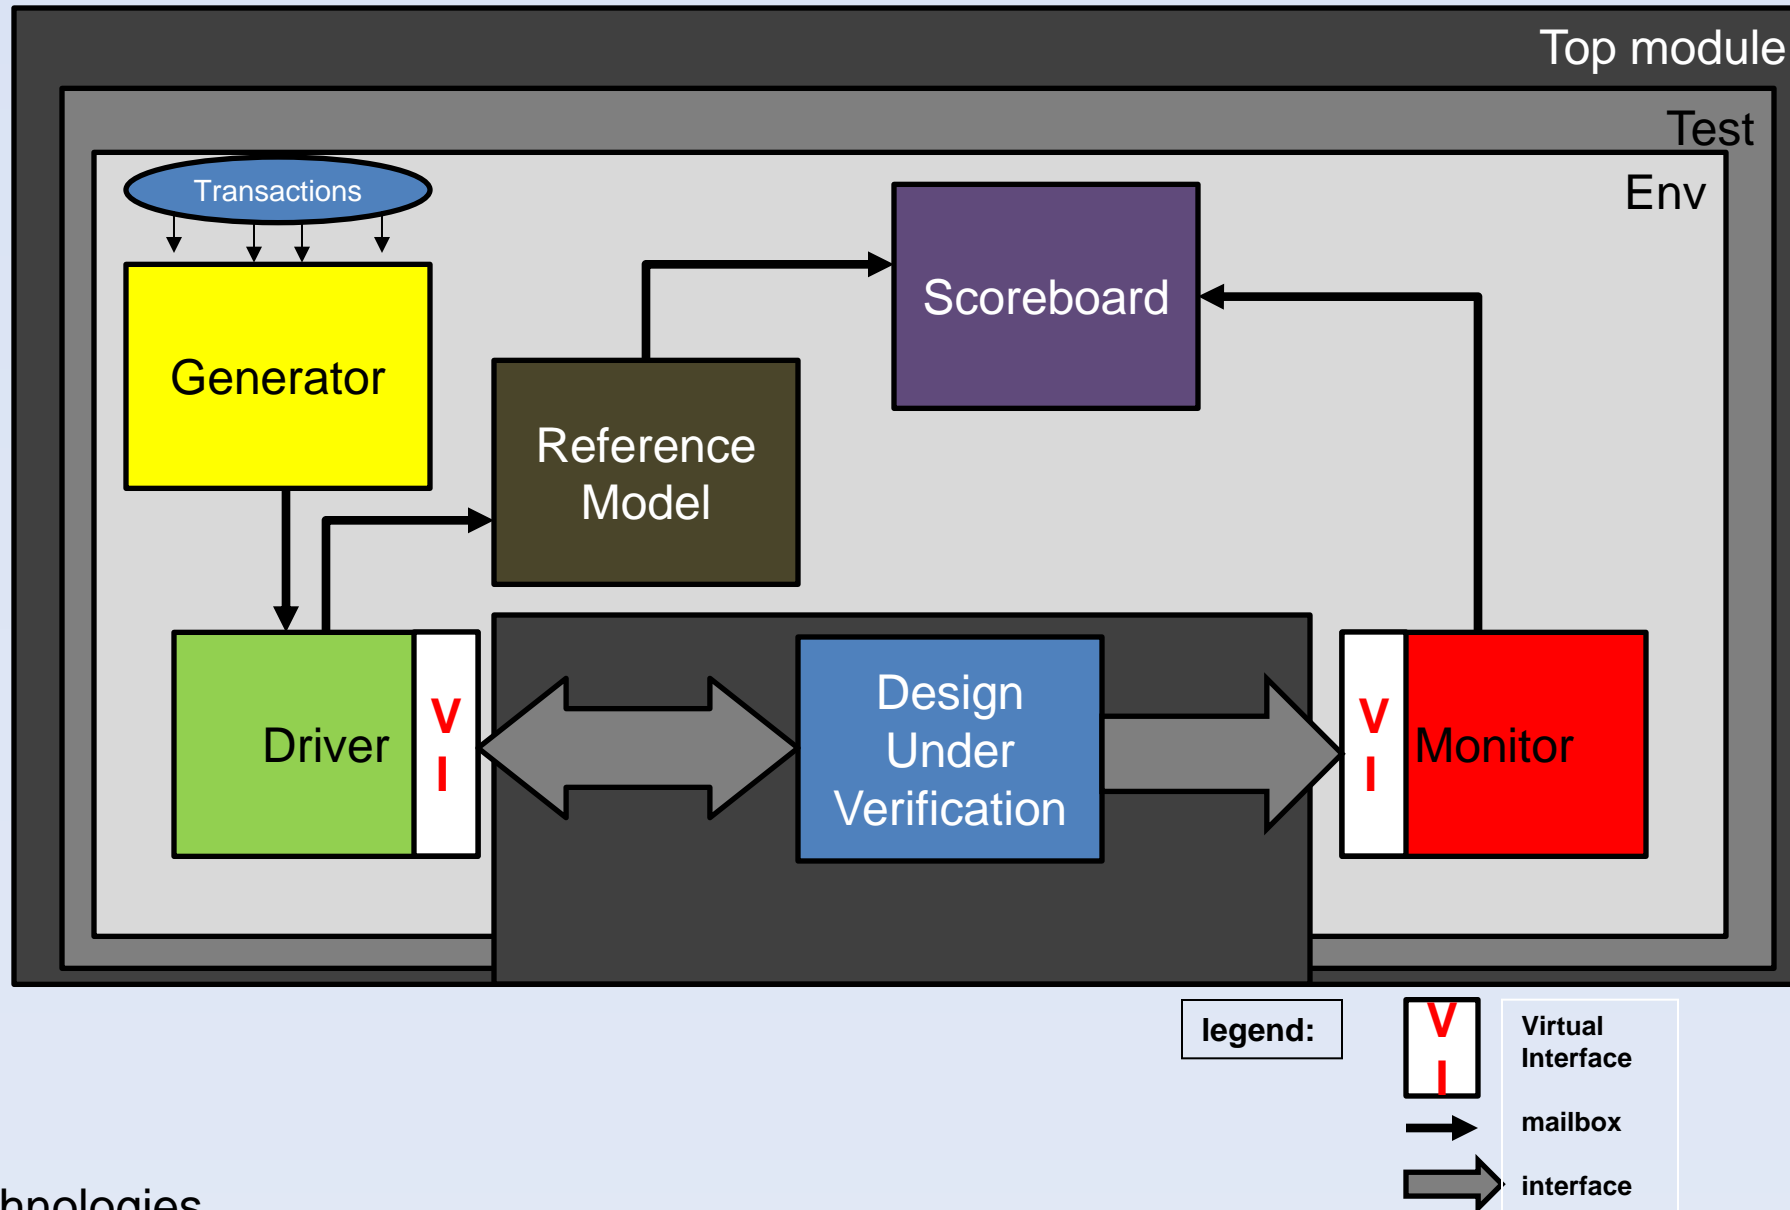 Top module
Test
Env
Transactions
Generator
Scoreboard
Reference
Model
Driver
V
I
Design
Under
Verification
V
I
Monitor
legend:
V
I
Virtual
Interface
mailbox
interface